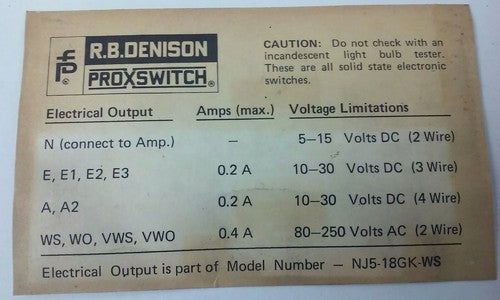 R.B.DENISON
PROXSWITCH®
CAUTION: Do not check with an
incandescent light bulb tester.
These are all solid state electronic
switches.
Electrical Output Amps (max.) Voltage Limitations
N (connect to Amp.) – 5–15 Volts DC (2 Wire)
E, E1, E2, E3 0.2 A 10–30 Volts DC (3 Wire)
A, A2 0.2 A 10–30 Volts DC (4 Wire)
WS, WO, VWS, VWO 0.4 A 80–250 Volts AC (2 Wire)
Electrical Output is part of Model Number – NJ5-18GK-WS